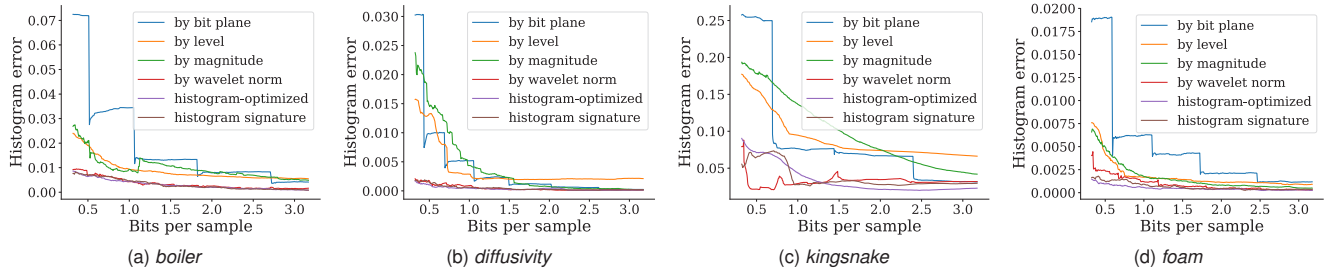 Histogram error
0.07
0.06
0.05
0.04
0.03
0.02
0.01
0.00
by bit plane
by level
by magnitude
by wavelet norm
histogram-optimized
histogram signature
0.5 1.0 1.5 2.0 2.5 3.0
Bits per sample
(a) boiler
Histogram error
0.030
0.025
0.020
0.015
0.010
0.005
0.000
by bit plane
by level
by magnitude
by wavelet norm
histogram-optimized
histogram signature
0.5 1.0 1.5 2.0 2.5 3.0
Bits per sample
(b) diffusivity
Histogram error
0.25
0.20
0.15
0.10
0.05
by bit plane
by level
by magnitude
by wavelet norm
histogram-optimized
histogram signature
0.5 1.0 1.5 2.0 2.5 3.0
Bits per sample
(c) kingsnake
Histogram error
0.0200
0.0175
0.0150
0.0125
0.0100
0.0075
0.0050
0.0025
0.0000
by bit plane
by level
by magnitude
by wavelet norm
histogram-optimized
histogram signature
0.5 1.0 1.5 2.0 2.5 3.0
Bits per sample
(d) foam